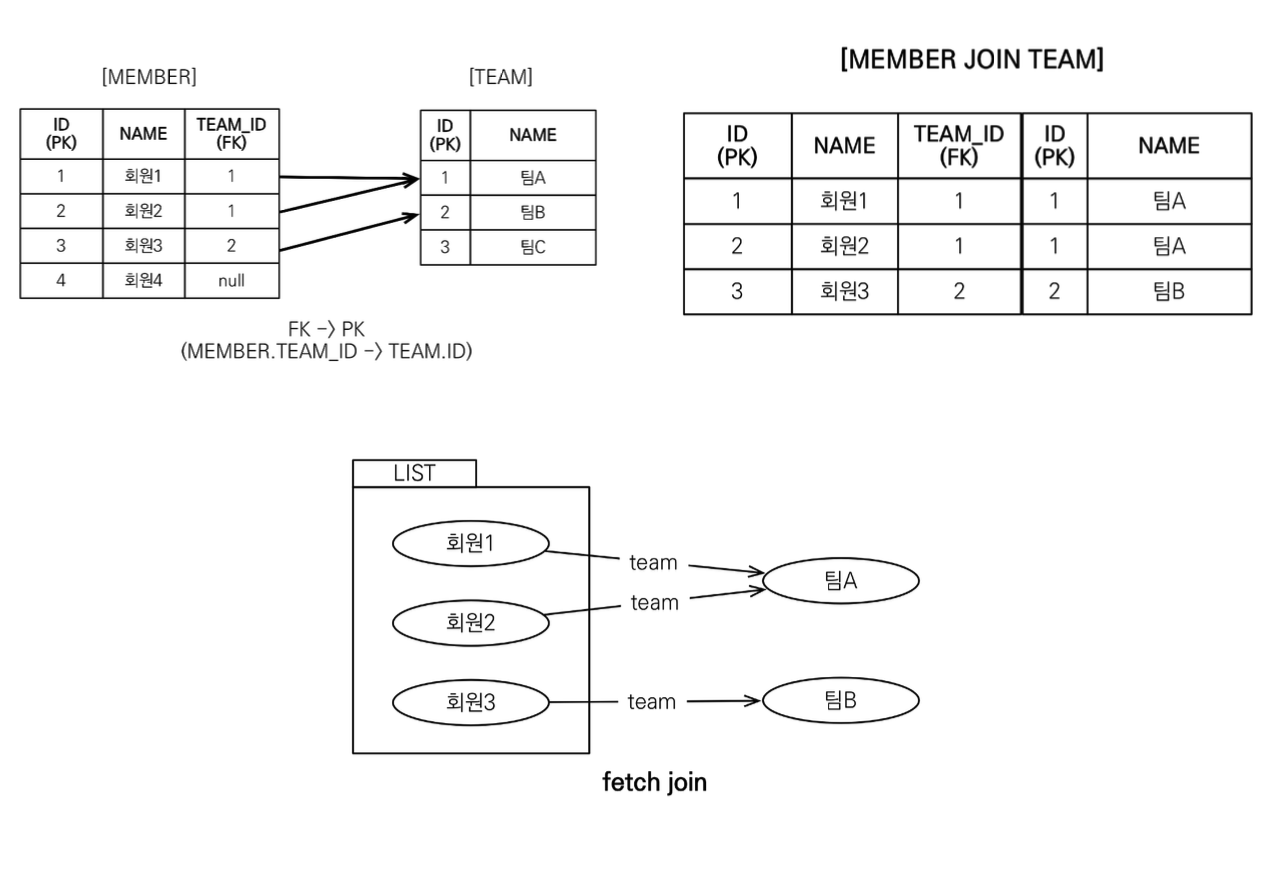 [MEMBER]
ID (PK) NAME TEAM_ID (FK)
1 회원1 1
2 회원2 1
3 회원3 2
4 회원4 null
[TEAM]
ID (PK) NAME
1 팀A
2 팀B
3 팀C
FK -> PK
(MEMBER.TEAM_ID -> TEAM.ID)
[MEMBER JOIN TEAM]
ID (PK) NAME TEAM_ID (FK) ID (PK) NAME
1 회원1 1 1 팀A
2 회원2 1 1 팀A
3 회원3 2 2 팀B
LIST
회원1
team
팀A
회원2
team
회원3
team
팀B
fetch join